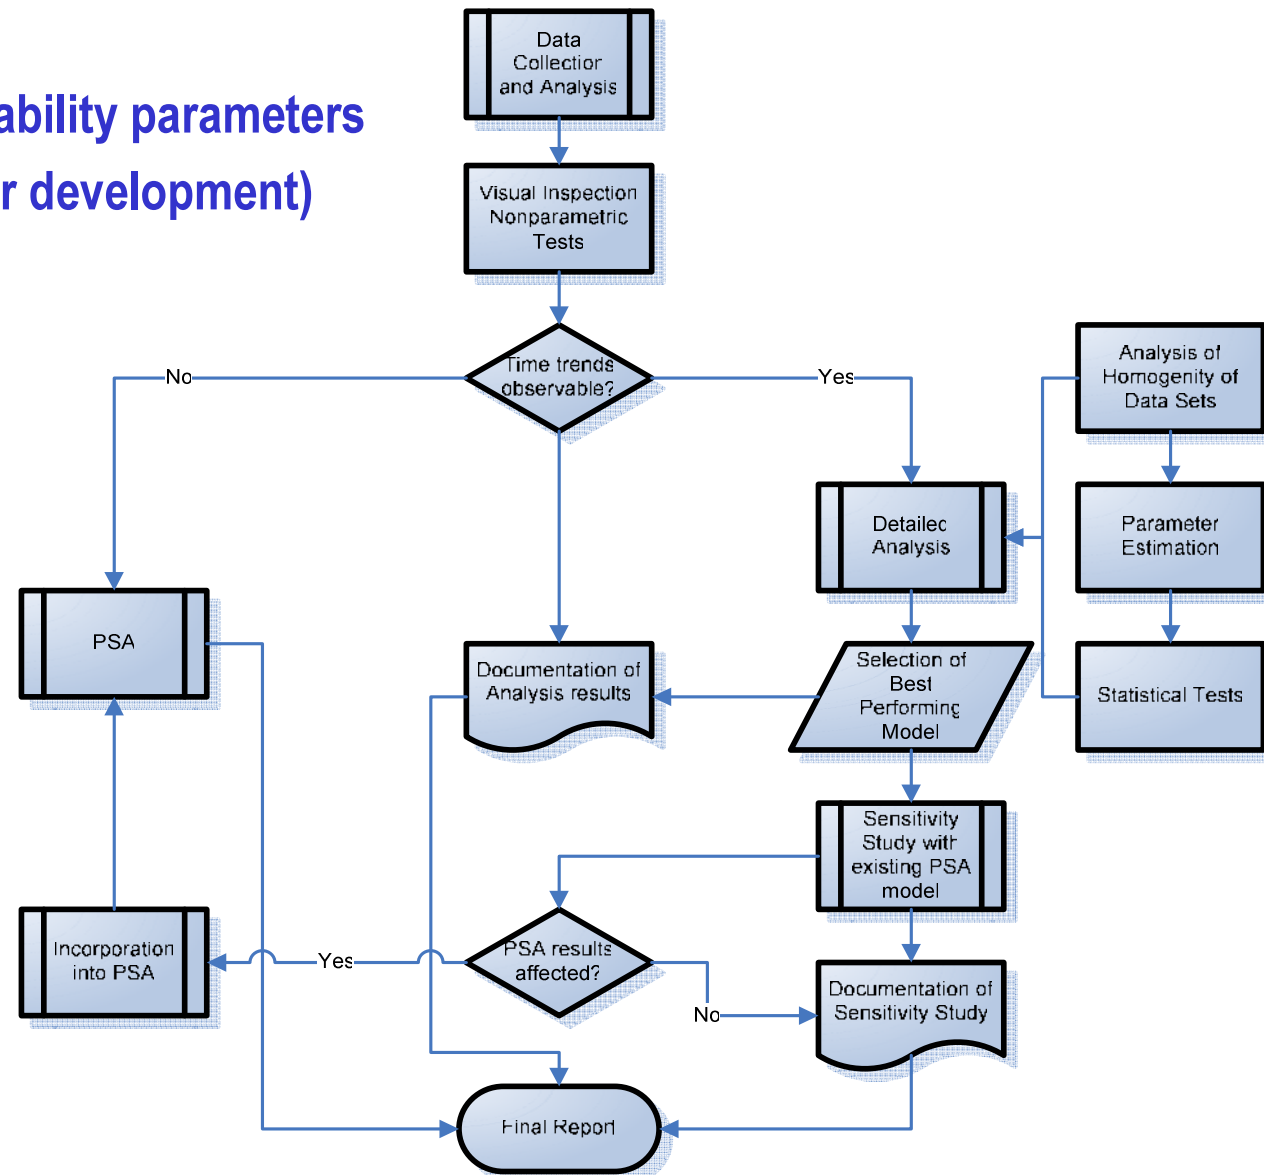 Data
Collection
and Analysis
ability parameters
r development)
Visual Inspection
Nonparametric
Tests
Time trends
observable?
No
Yes
Analysis of
Homogenity of
Data Sets
Detailed
Analysis
Parameter
Estimation
PSA
Documentation of
Analysis results
Selection of
Best
Performing
Model
Statistical Tests
Sensitivity
Study with
existing PSA
model
Incorporation
into PSA
Yes
PSA results
affected?
No
Documentation of
Sensitivity Study
Final Report